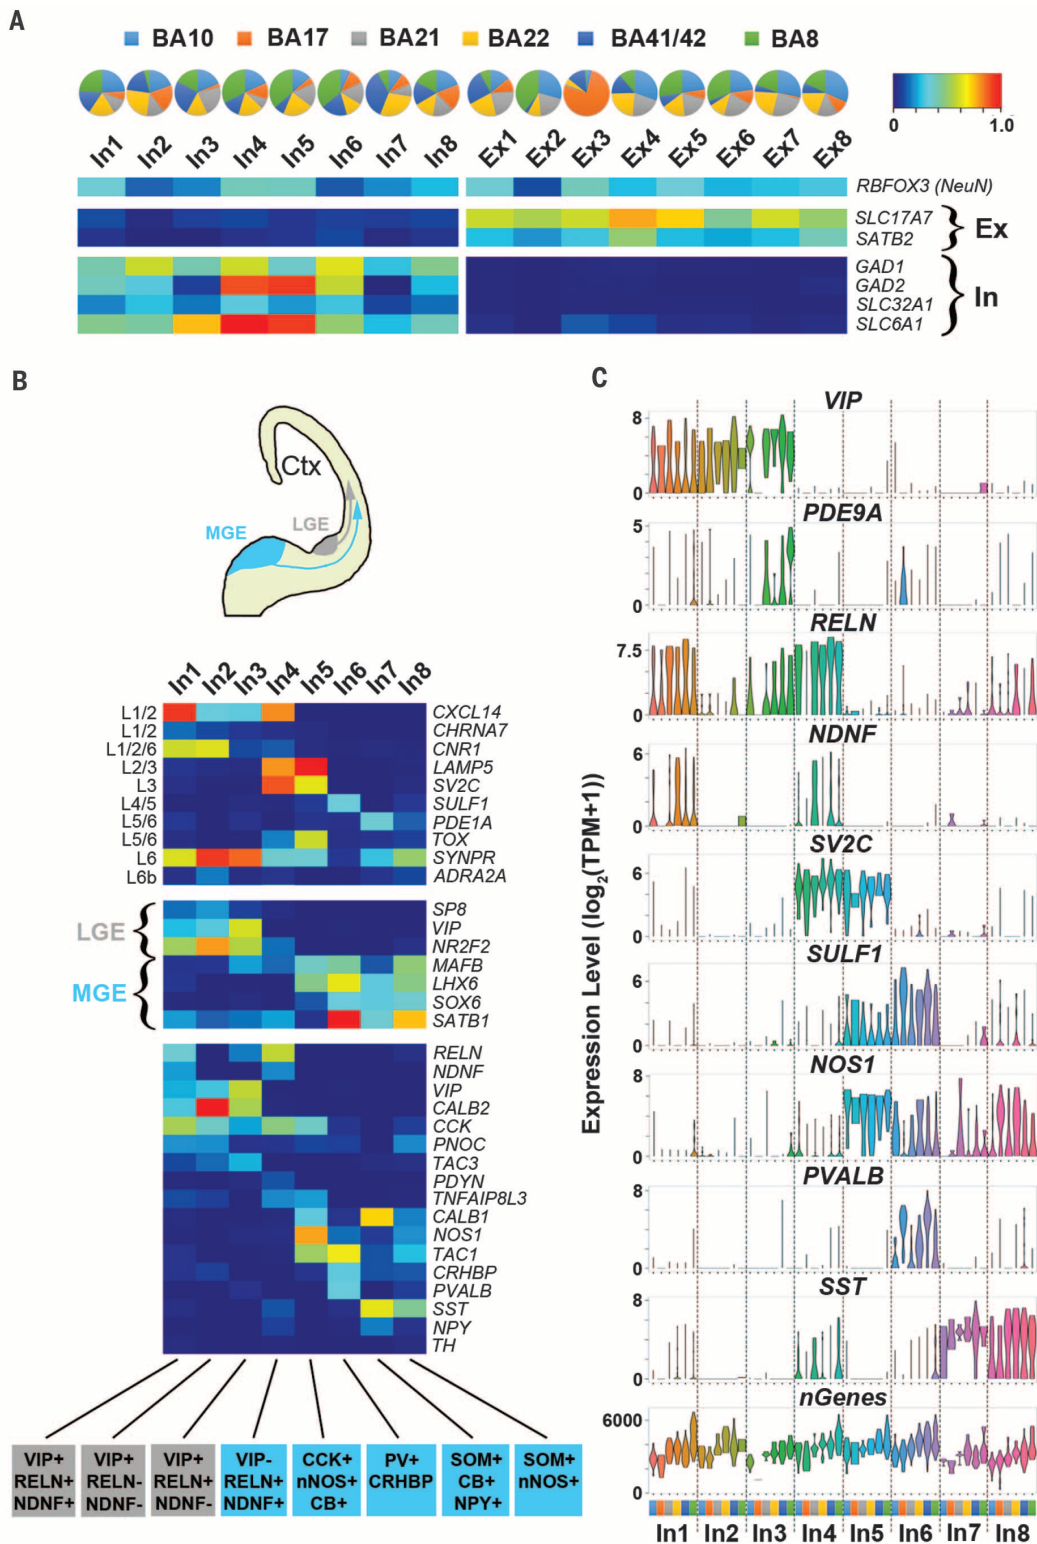 A
BA10 BA17 BA21 BA22 BA41/42 BA8
0 1.0
In1 In2 In3 In4 In5 In6 In7 In8 Ex1 Ex2 Ex3 Ex4 Ex5 Ex6 Ex7 Ex8
RBFOX3 (NeuN)
SLC17A7
SATB2
Ex
GAD1
GAD2
SLC32A1
SLC6A1
In
B
Ctx
LGE
MGE
In1 In2 In3 In4 In5 In6 In7 In8
L1/2 CXCL14
L1/2 CHRNA7
L1/2/6 CNR1
L2/3 LAMP5
L3 SV2C
L4/5 SULF1
L5/6 PDE1A
L5/6 TOX
L6 SYNPR
L6b ADRA2A
LGE
MGE
SP8
VIP
NR2F2
MAFB
LHX6
SOX6
SATB1
RELN
NDNF
VIP
CALB2
CCK
PNOC
TAC3
PDYN
TNFAIP8L3
CALB1
NOS1
TAC1
CRHBP
PVALB
SST
NPY
TH
VIP+ RELN+ NDNF+
VIP+ RELN- NDNF-
VIP+ RELN+ NDNF-
VIP- RELN+ NDNF+
CCK+ nNOS+ CB+
PV+ CRHBP
SOM+ CB+ NPY+
SOM+ nNOS+
C
Expression Level (log2(TPM+1))
VIP
8
0
PDE9A
5
0
RELN
7.5
0
NDNF
6
0
SV2C
6
0
SULF1
6
0
NOS1
8
0
PVALB
8
0
SST
8
0
nGenes
6000
0
In1 In2 In3 In4 In5 In6 In7 In8